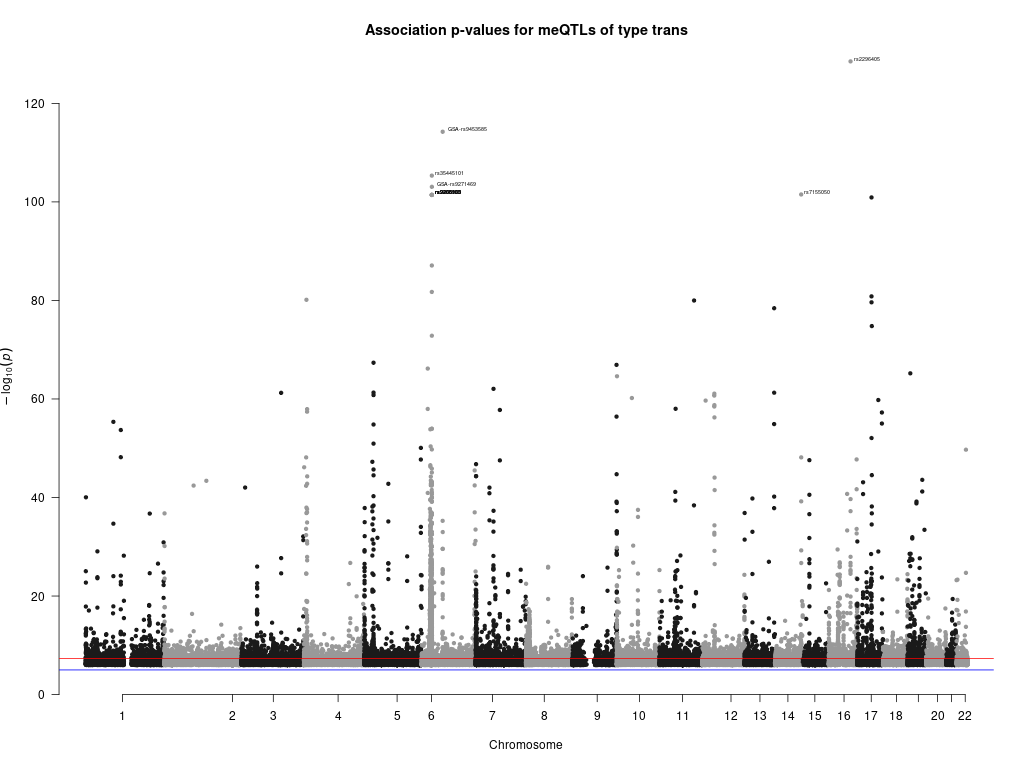 Association p-values for meQTLs of type trans
rs2296405
120
GSA-rs9453585
rs35445101
GSA-rs9271469
rs7155050
100
80
60
40
20
0
− log10(p)
1 2 3 4 5 6 7 8 9 10 11 12 13 14 15 16 17 18 20 22
Chromosome